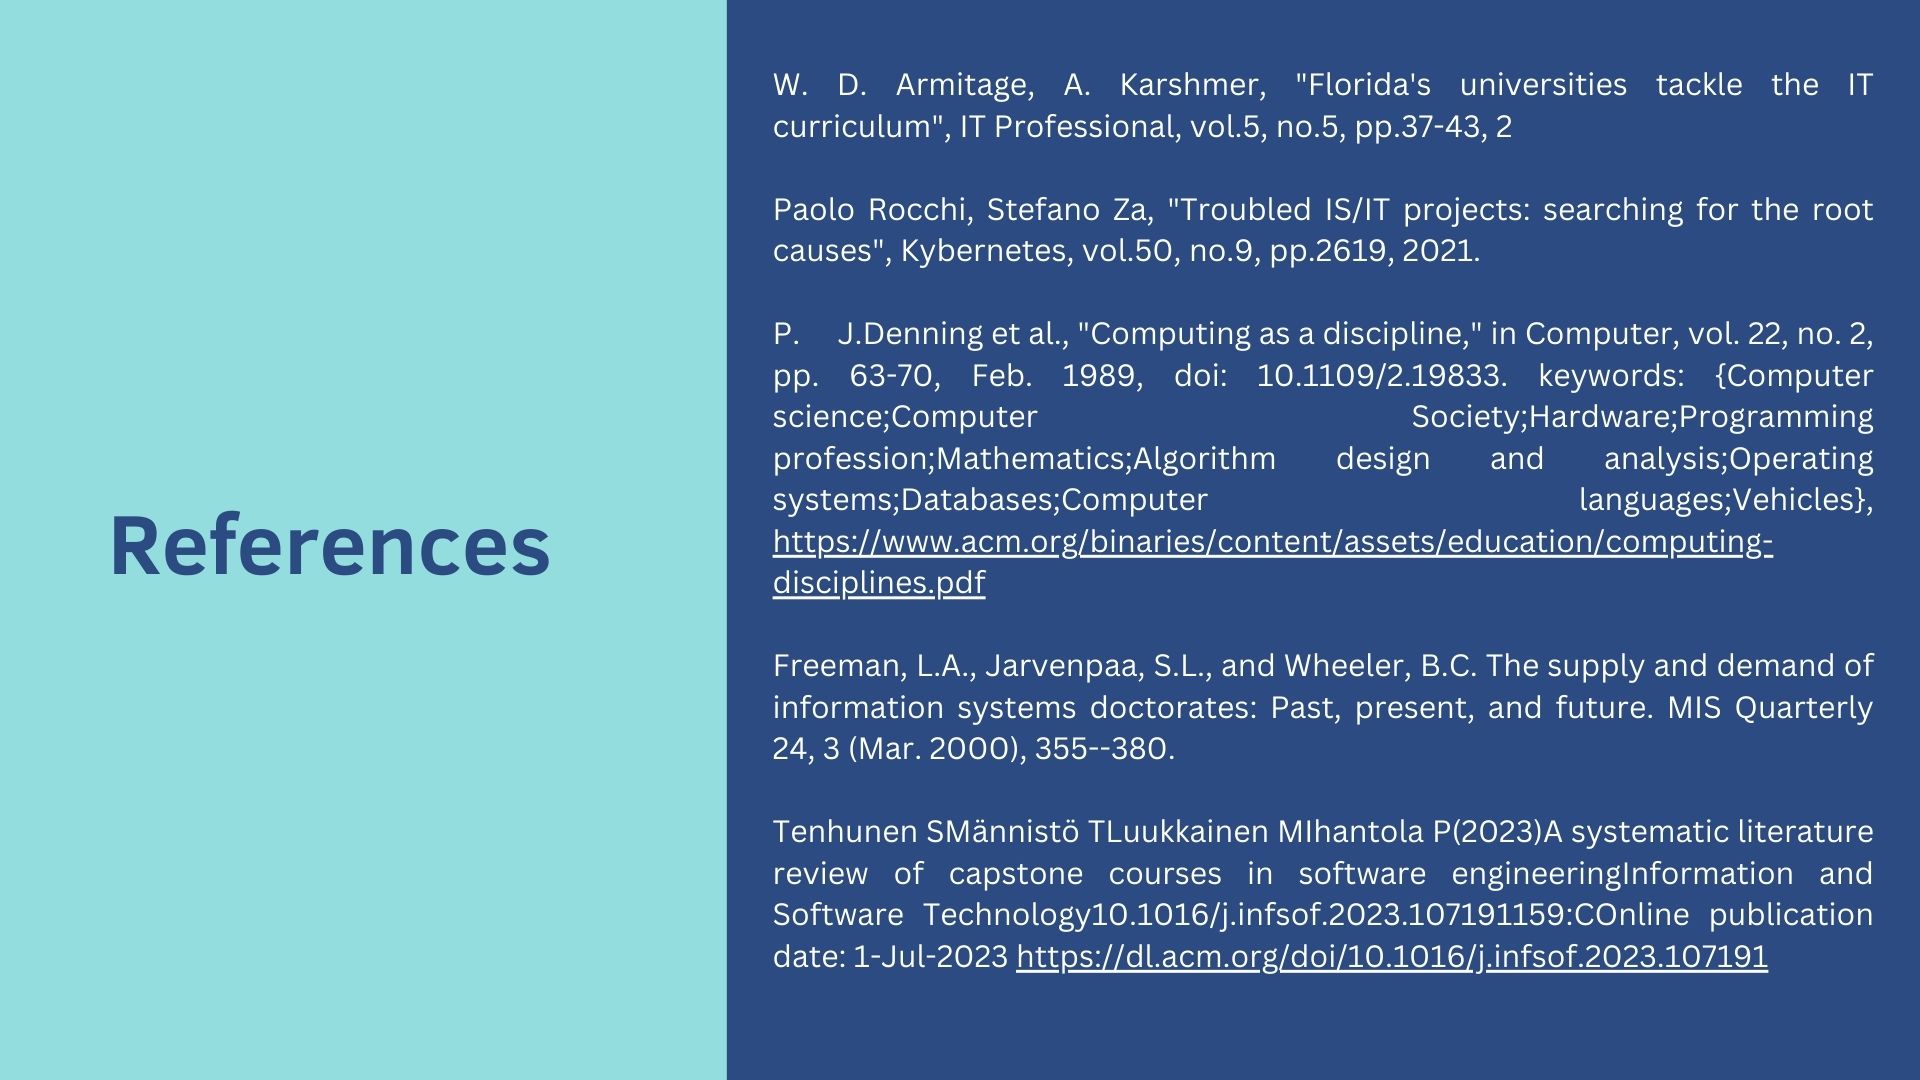 References
W. D. Armitage, A. Karshmer, "Florida's universities tackle the IT
curriculum", IT Professional, vol.5, no.5, pp.37-43, 2
Paolo Rocchi, Stefano Za, "Troubled IS/IT projects: searching for the root
causes", Kybernetes, vol.50, no.9, pp.2619, 2021.
P. J.Denning et al., "Computing as a discipline," in Computer, vol. 22, no. 2,
pp. 63-70, Feb. 1989, doi: 10.1109/2.19833. keywords: {Computer
science;Computer Society;Hardware;Programming
profession;Mathematics;Algorithm design and analysis;Operating
systems;Databases;Computer languages;Vehicles},
https://www.acm.org/binaries/content/assets/education/computing-
disciplines.pdf
Freeman, L.A., Jarvenpaa, S.L., and Wheeler, B.C. The supply and demand of
information systems doctorates: Past, present, and future. MIS Quarterly
24, 3 (Mar. 2000), 355--380.
Tenhunen SMännistö TLuukkainen MIhantola P(2023)A systematic literature
review of capstone courses in software engineeringInformation and
Software Technology10.1016/j.infsof.2023.107191159:COnline publication
date: 1-Jul-2023 https://dl.acm.org/doi/10.1016/j.infsof.2023.107191